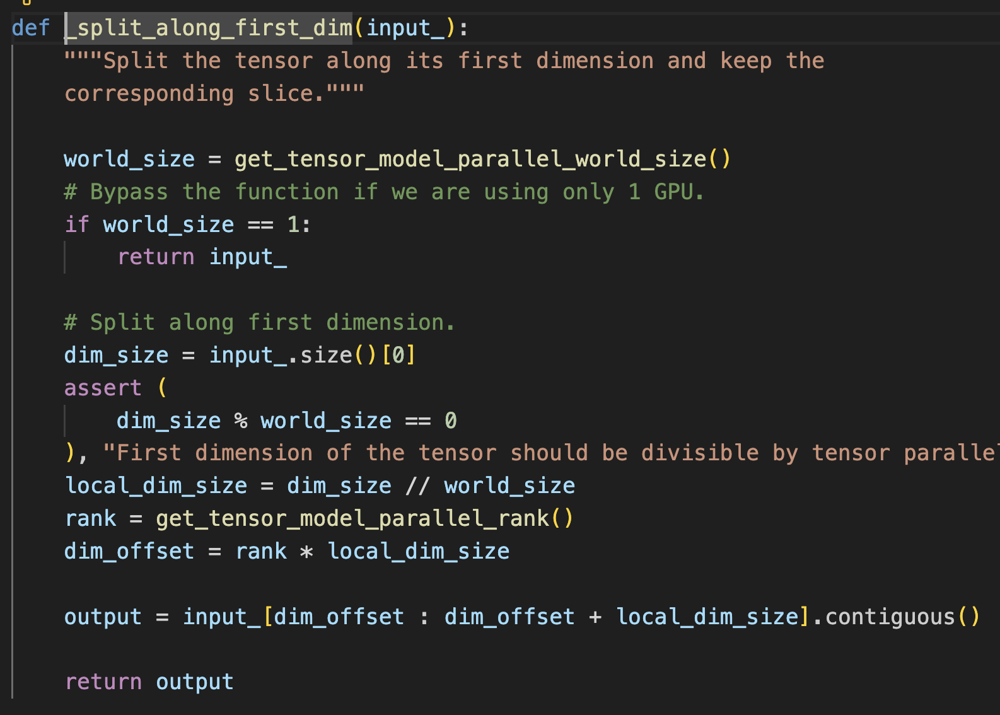 def _split_along_first_dim(input_):
    """Split the tensor along its first dimension and keep the
    corresponding slice."""

    world_size = get_tensor_model_parallel_world_size()
    # Bypass the function if we are using only 1 GPU.
    if world_size == 1:
        return input_

    # Split along first dimension.
    dim_size = input_.size()[0]
    assert (
        dim_size % world_size == 0
    ), "First dimension of the tensor should be divisible by tensor
    local_dim_size = dim_size // world_size
    rank = get_tensor_model_parallel_rank()
    dim_offset = rank * local_dim_size

    output = input_[dim_offset : dim_offset + local_dim_size].contiguous()

    return output